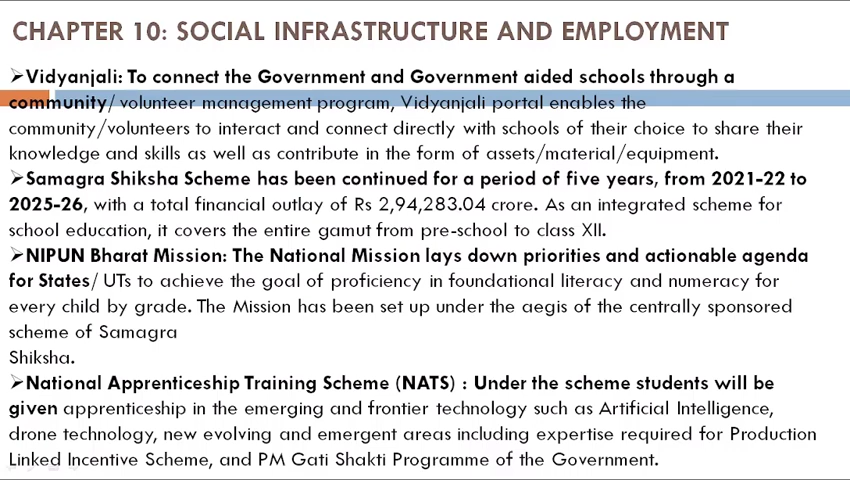 CHAPTER 10: SOCIAL INFRASTRUCTURE AND EMPLOYMENT
➢Vidyanjali: To connect the Government and Government aided schools through a
community/ volunteer management program, Vidyanjali portal enables the
community/volunteers to interact and connect directly with schools of their choice to share their
knowledge and skills as well as contribute in the form of assets/material/equipment.
➢Samagra Shiksha Scheme has been continued for a period of five years, from 2021-22 to
2025-26, with a total financial outlay of Rs 2,94,283.04 crore. As an integrated scheme for
school education, it covers the entire gamut from pre-school to class XII.
➢NIPUN Bharat Mission: The National Mission lays down priorities and actionable agenda
for States/ UTs to achieve the goal of proficiency in foundational literacy and numeracy for
every child by grade. The Mission has been set up under the aegis of the centrally sponsored
scheme of Samagra
Shiksha.
➢National Apprenticeship Training Scheme (NATS) : Under the scheme students will be
given apprenticeship in the emerging and frontier technology such as Artificial Intelligence,
drone technology, new evolving and emergent areas including expertise required for Production
Linked Incentive Scheme, and PM Gati Shakti Programme of the Government.